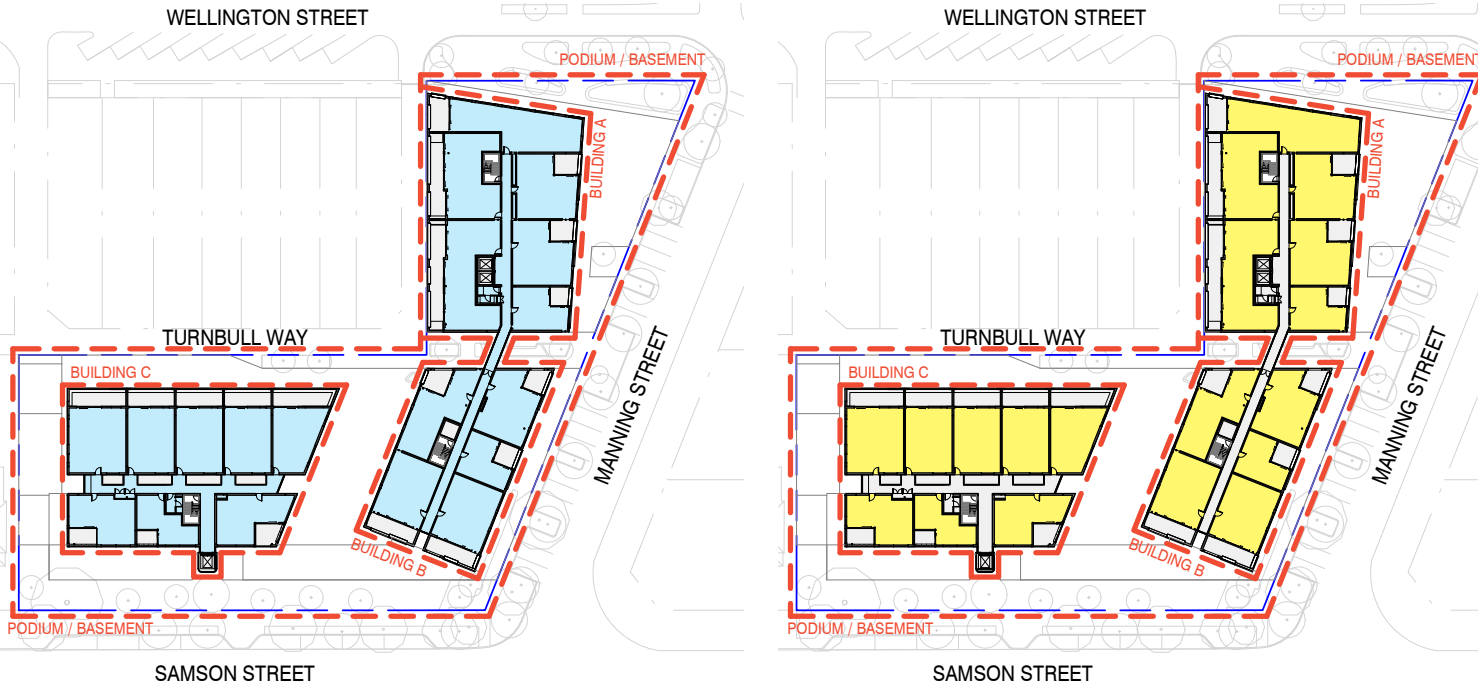 WELLINGTON STREET
PODIUM / BASEMENT
BUILDING A
TURNBULL WAY
BUILDING C
MANNING STREET
BUILDING B
PODIUM / BASEMENT
SAMSON STREET
WELLINGTON STREET
PODIUM / BASEMENT
BUILDING A
TURNBULL WAY
BUILDING C
MANNING STREET
BUILDING B
PODIUM / BASEMENT
SAMSON STREET